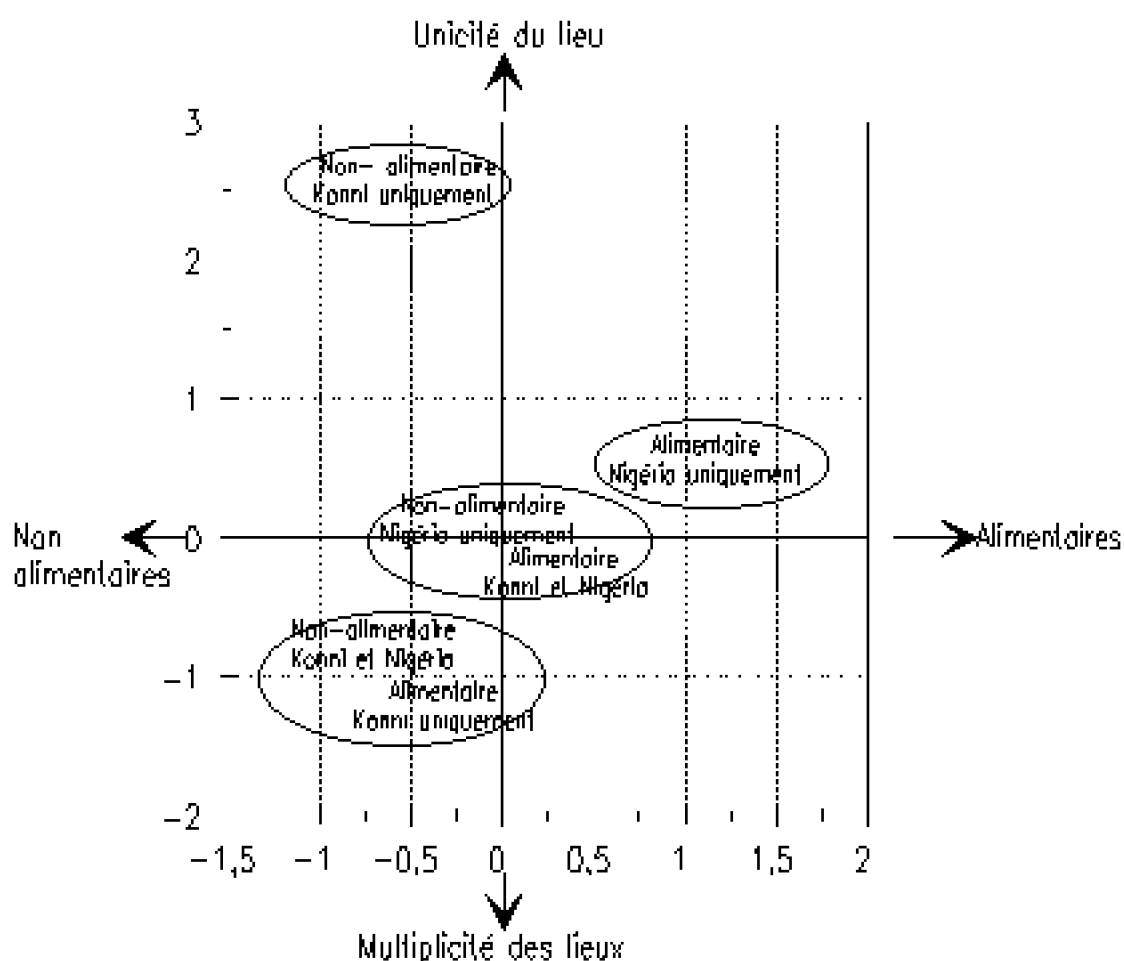 Unicité du lieu
3
Non- alimentaire
Konni uniquement
2
1
Alimentaire
Nigéria uniquement
Non-alimentaire
Nigéria uniquement
Non
alimentaires
0
Alimentaires
Alimentaire
Konni et Nigéria
Non-alimentaire
Konni et Nigéria
-1
Alimentaire
Konni uniquement
-2
-1,5 -1 -0,5 0 0,5 1 1,5 2
Multiplicité des lieux